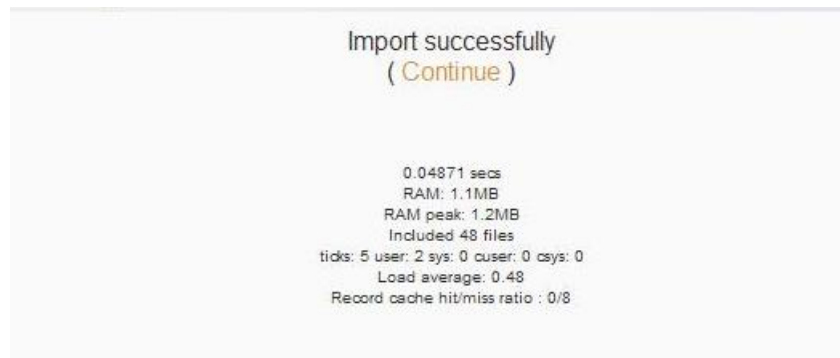 Import successfully
( Continue )
0.04871 secs
RAM: 1.1MB
RAM peak: 1.2MB
Included 48 files
ticks: 5 user: 2 sys: 0 cuser: 0 csys: 0
Load average: 0.48
Record cache hit/miss ratio : 0/8